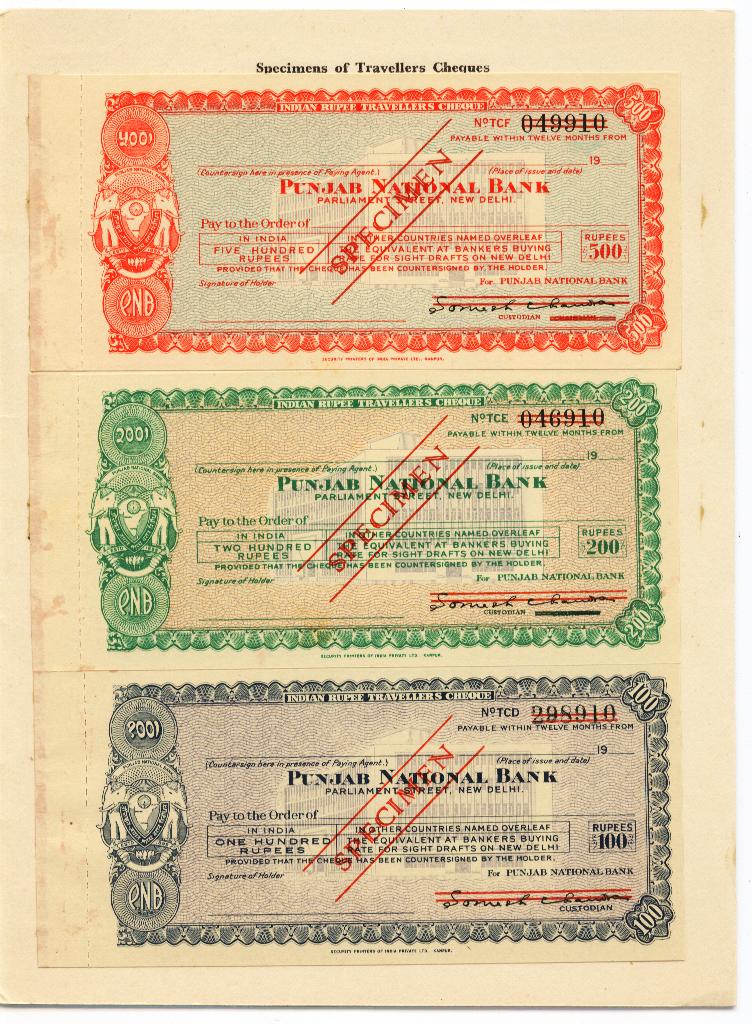 Specimens of Travellers Cheques
INDIAN RUPEE TRAVELLERS CHEQUE
500
NºTCF 049910
PAYABLE WITHIN TWELVE MONTHS FROM
19
(Countersign here in presence of Paying Agent.) (Place of issue and date)
PUNJAB NATIONAL BANK
PARLIAMENT STREET, NEW DELHI.
SPECIMEN
Pay to the Order of
IN INDIA IN OTHER COUNTRIES NAMED OVERLEAF
FIVE HUNDRED THE EQUIVALENT AT BANKERS BUYING
RUPEES RATE FOR SIGHT DRAFTS ON NEW DELHI
RUPEES
500
PROVIDED THAT THE CHEQUE HAS BEEN COUNTERSIGNED BY THE HOLDER.
Signature of Holder For PUNJAB NATIONAL BANK
CUSTODIAN
PNB
500
SECURITY PRINTERS OF INDIA PRIVATE LTD., KANPUR.
INDIAN RUPEE TRAVELLERS CHEQUE
200
2001
NºTCE 046910
PAYABLE WITHIN TWELVE MONTHS FROM
19
(Countersign here in presence of Paying Agent.) (Place of issue and date)
PUNJAB NATIONAL BANK
PARLIAMENT STREET, NEW DELHI.
SPECIMEN
Pay to the Order of
IN INDIA IN OTHER COUNTRIES NAMED OVERLEAF
TWO HUNDRED THE EQUIVALENT AT BANKERS BUYING
RUPEES RATE FOR SIGHT DRAFTS ON NEW DELHI
RUPEES
200
PROVIDED THAT THE CHEQUE HAS BEEN COUNTERSIGNED BY THE HOLDER.
Signature of Holder For PUNJAB NATIONAL BANK
CUSTODIAN
PNB
200
SECURITY PRINTERS OF INDIA PRIVATE LTD. KANPUR.
INDIAN RUPEE TRAVELLERS CHEQUE
100
NºTCD 298910
PAYABLE WITHIN TWELVE MONTHS FROM
19
(Countersign here in presence of Paying Agent.) (Place of issue and date)
PUNJAB NATIONAL BANK
PARLIAMENT STREET, NEW DELHI.
SPECIMEN
Pay to the Order of
IN INDIA IN OTHER COUNTRIES NAMED OVERLEAF
ONE HUNDRED THE EQUIVALENT AT BANKERS BUYING
RUPEES RATE FOR SIGHT DRAFTS ON NEW DELHI
RUPEES
100
PROVIDED THAT THE CHEQUE HAS BEEN COUNTERSIGNED BY THE HOLDER.
Signature of Holder For PUNJAB NATIONAL BANK
CUSTODIAN
PNB
100
SECURITY PRINTERS OF INDIA PRIVATE LTD. KANPUR.